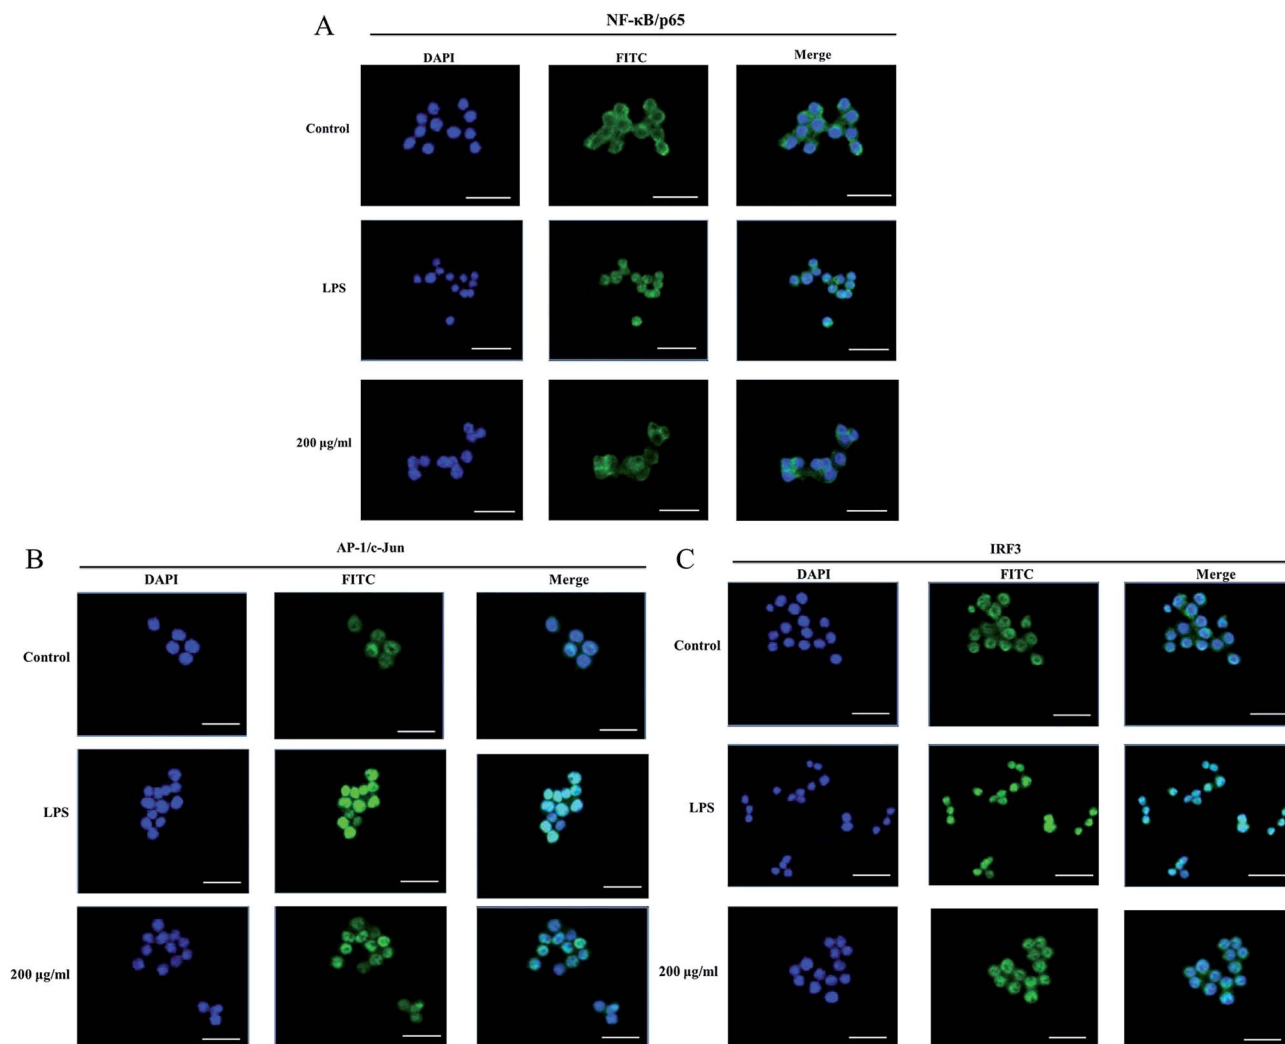 A
NF-κB/p65
DAPI FITC Merge
Control
LPS
200 μg/ml
B
AP-1/c-Jun
DAPI FITC Merge
Control
LPS
200 μg/ml
C
IRF3
DAPI FITC Merge
Control
LPS
200 μg/ml